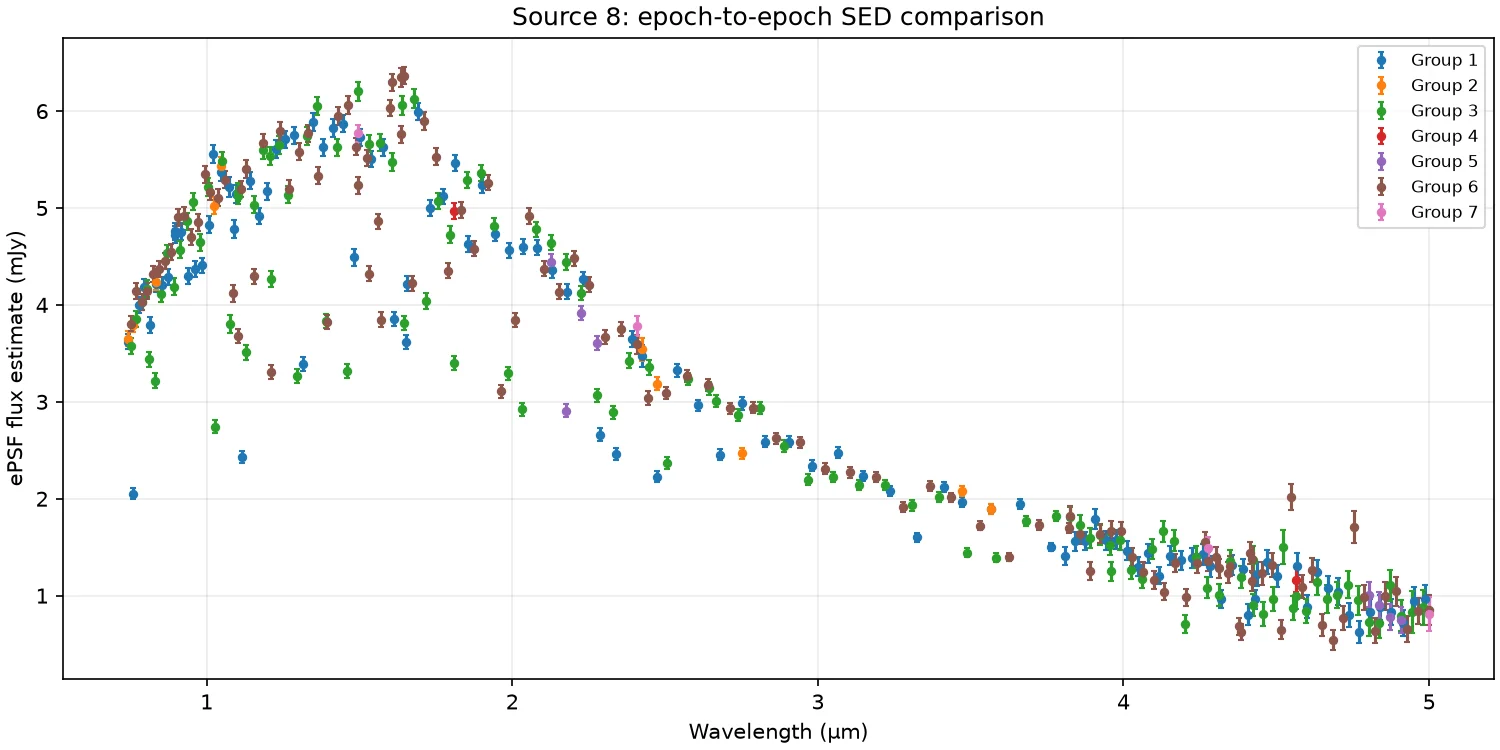 Source 8: epoch-to-epoch SED comparison
ePSF flux estimate (mJy)
6
5
4
3
2
1
Group 1
Group 2
Group 3
Group 4
Group 5
Group 6
Group 7
1 2 3 4 5
Wavelength (μm)